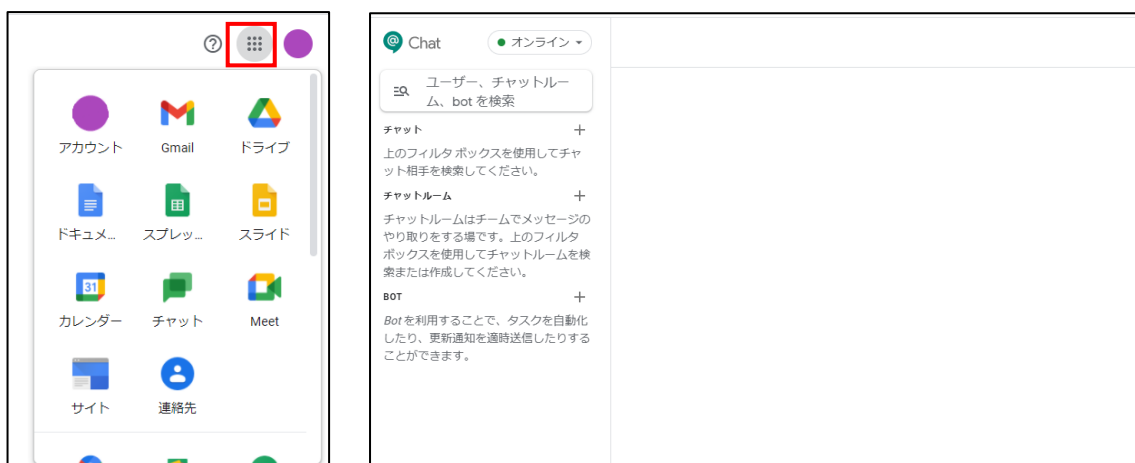 アカウント
Gmail
ドライブ
ドキュメ...
スプレッ...
スライド
31
カレンダー
チャット
Meet
サイト
連絡先
Chat
オンライン
ユーザー、チャットルー
ム、bot を検索
チャット
上のフィルタ ボックスを使用してチャ
ット相手を検索してください。
チャットルーム
チャットルームはチームでメッセージの
やり取りをする場です。上のフィルタ
ボックスを使用してチャットルームを検
索または作成してください。
BOT
Bot を利用することで、タスクを自動化
したり、更新通知を適時送信したりする
ことができます。